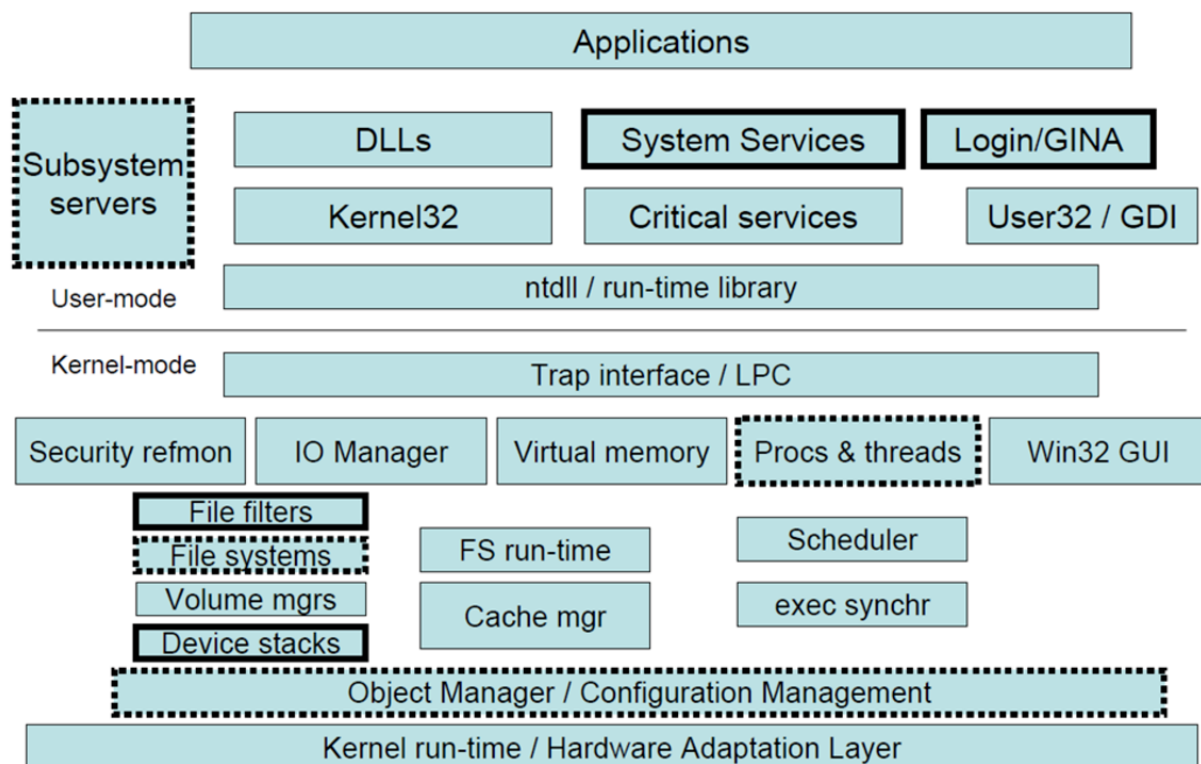 Applications
Subsystem
servers
DLLs
System Services
Login/GINA
Kernel32
Critical services
User32 / GDI
ntdll / run-time library
User-mode
Kernel-mode
Trap interface / LPC
Security refmon
IO Manager
Virtual memory
Procs & threads
Win32 GUI
File filters
File systems
Volume mgrs
Device stacks
FS run-time
Cache mgr
Scheduler
exec synchr
Object Manager / Configuration Management
Kernel run-time / Hardware Adaptation Layer